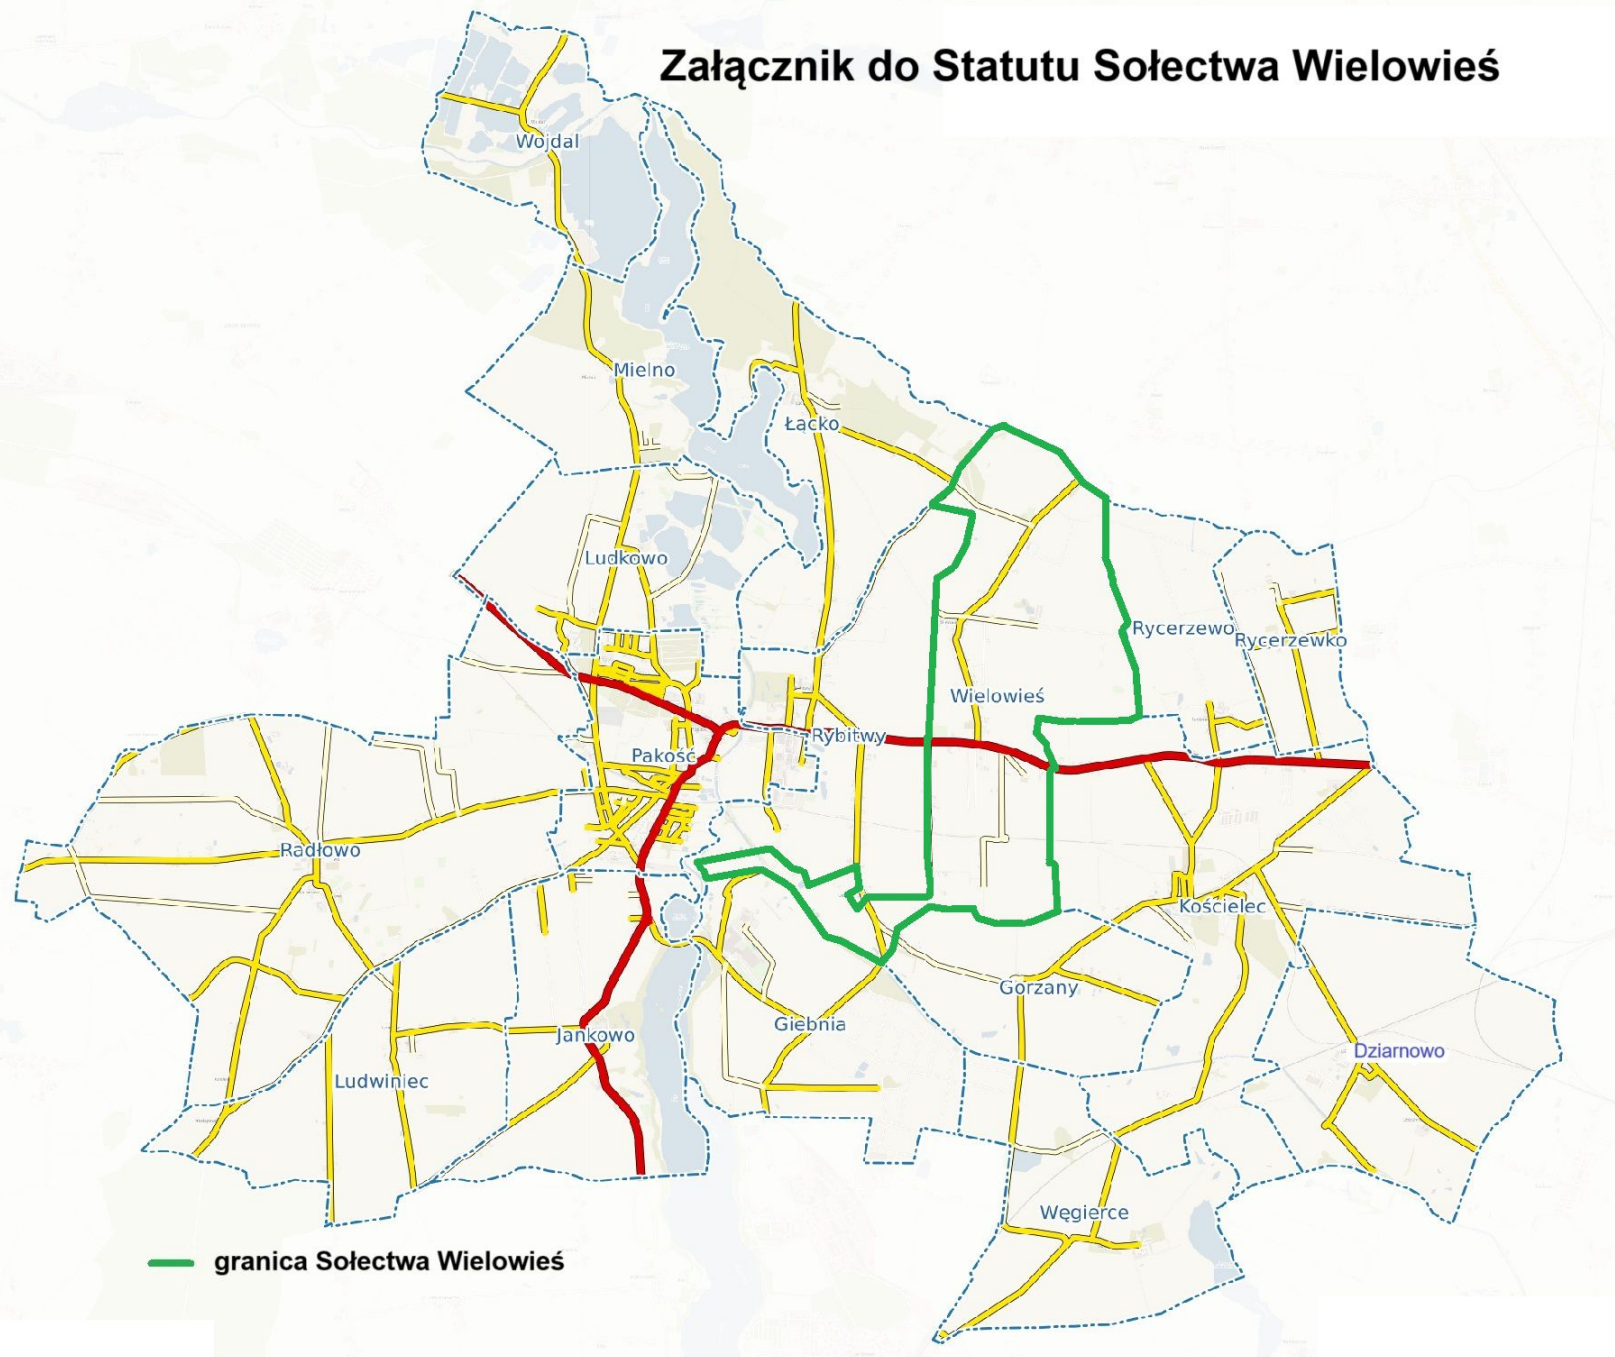 Załącznik do Statutu Sołectwa Wielowieś
Wojdal
Mielno
Łącko
Ludkowo
Rycerzewo
Rycerzewko
Wielowieś
Rybitwy
Pakość
Radłowo
Kościelec
Gorzany
Giebnia
Jankowo
Dziarnowo
Ludwiniec
Węgierce
granica Sołectwa Wielowieś